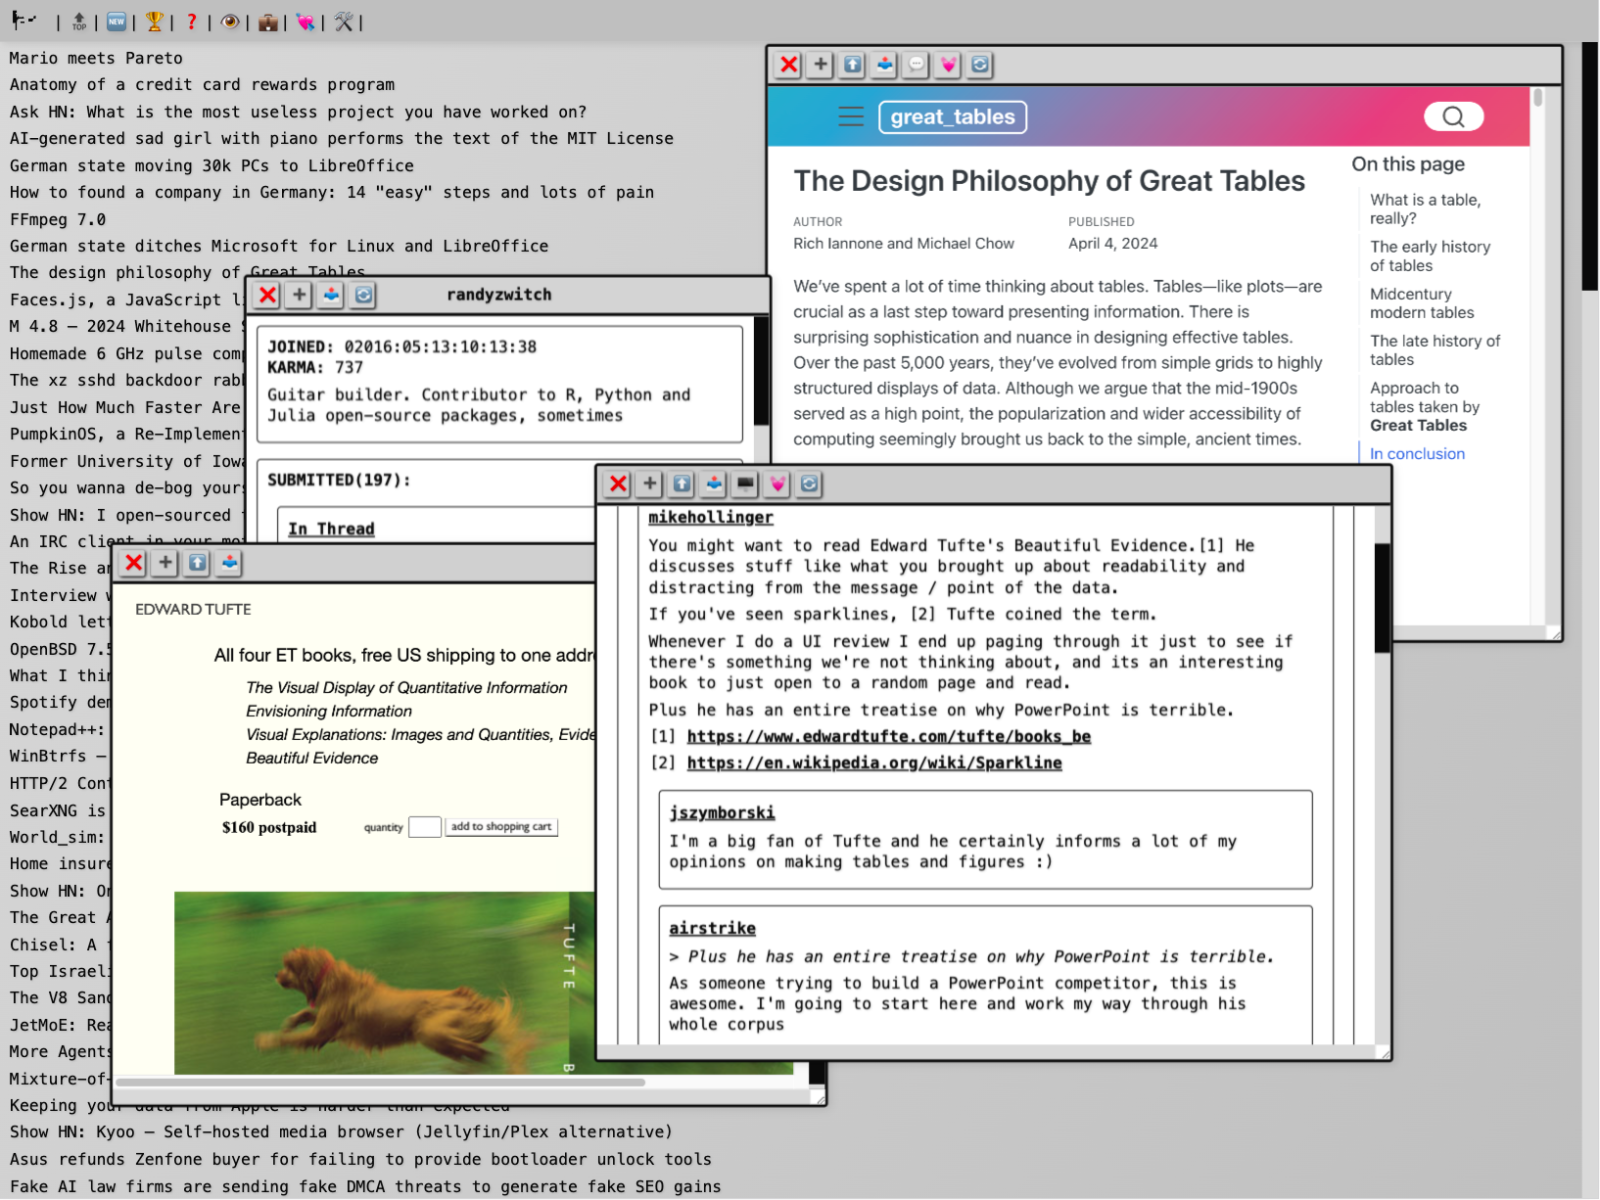 TOP
NEW
Mario meets Pareto
Anatomy of a credit card rewards program
Ask HN: What is the most useless project you have worked on?
AI-generated sad girl with piano performs the text of the MIT License
German state moving 30k PCs to LibreOffice
How to found a company in Germany: 14 "easy" steps and lots of pain
FFmpeg 7.0
German state ditches Microsoft for Linux and LibreOffice
The design philosophy of Great Tables
Faces.js, a JavaScript
M 4.8 – 2024 Whitehouse
Homemade 6 GHz pulse
The xz sshd backdoor
Just How Much Faster Are
PumpkinOS, a
Former University of
So you wanna de-bog
Show HN: I open-sourced
An IRC client in your
The Rise
Interview
Kobold
OpenBSD 7.5
What I
Spotify
Notepad++:
WinBtrfs –
HTTP/2
SearXNG is
World_sim:
Home
Show HN:
The Great
Chisel: A
Top
The V8
JetMoE:
More Agents
Mixture-of-
Keeping your data from Apple is harder than expected
Show HN: Kyoo – Self-hosted media browser (Jellyfin/Plex alternative)
Asus refunds Zenfone buyer for failing to provide bootloader unlock tools
Fake AI law firms are sending fake DMCA threats to generate fake SEO gains
great_tables
The Design Philosophy of Great Tables
AUTHOR
Rich Iannone and Michael Chow
PUBLISHED
April 4, 2024
We've spent a lot of time thinking about tables. Tables—like plots—are
crucial as a last step toward presenting information. There is
surprising sophistication and nuance in designing effective tables.
Over the past 5,000 years, they've evolved from simple grids to highly
structured displays of data. Although we argue that the mid-1900s
served as a high point, the popularization and wider accessibility of
computing seemingly brought us back to the simple, ancient times.
On this page
What is a table,
really?
The early history
of tables
Midcentury
modern tables
The late history of
tables
Approach to
tables taken by
Great Tables
In conclusion
randyzwitch
JOINED: 02016:05:13:10:13:38
KARMA: 737
Guitar builder. Contributor to R, Python and
Julia open-source packages, sometimes
SUBMITTED(197):
In Thread
EDWARD TUFTE
All four ET books, free US shipping to one
The Visual Display of Quantitative Information
Envisioning Information
Visual Explanations: Images and Quantities,
Beautiful Evidence
Paperback
$160 postpaid
quantity
add to shopping cart
TUFTE
B
mikehollinger
You might want to read Edward Tufte's Beautiful Evidence.[1] He
discusses stuff like what you brought up about readability and
distracting from the message / point of the data.
If you've seen sparklines, [2] Tufte coined the term.
Whenever I do a UI review I end up paging through it just to see if
there's something we're not thinking about, and its an interesting
book to just open to a random page and read.
Plus he has an entire treatise on why PowerPoint is terrible.
[1] https://www.edwardtufte.com/tufte/books_be
[2] https://en.wikipedia.org/wiki/Sparkline
jszymborski
I'm a big fan of Tufte and he certainly informs a lot of my
opinions on making tables and figures :)
airstrike
> Plus he has an entire treatise on why PowerPoint is terrible.
As someone trying to build a PowerPoint competitor, this is
awesome. I'm going to start here and work my way through his
whole corpus